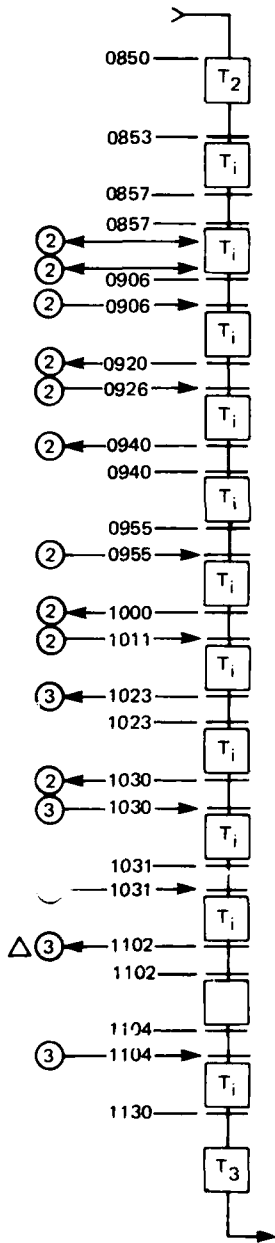 0850 T2
0853 Ti
0857
0857
2 Ti
2
0906
2 0906
Ti
2 0920
2 0926
Ti
2 0940
0940
Ti
0955
2 0955
Ti
2 1000
2 1011
Ti
3 1023
1023
Ti
2 1030
3 1030
Ti
1031
1031
Ti
△ 3 1102
1102
1104
3 1104
Ti
1130
T3